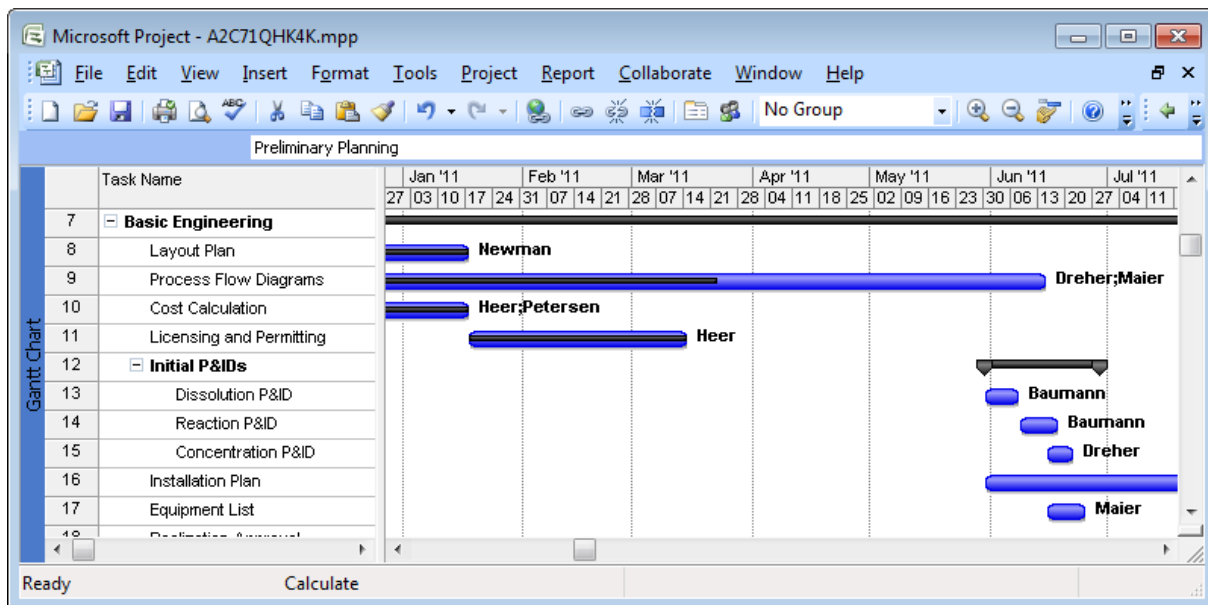 Microsoft Project - A2C71QHK4K.mpp
File Edit View Insert Format Tools Project Report Collaborate Window Help
ABC No Group
Preliminary Planning
Task Name Jan '11 Feb '11 Mar '11 Apr '11 May '11 Jun '11 Jul '11
27 03 10 17 24 31 07 14 21 28 07 14 21 28 04 11 18 25 02 09 16 23 30 06 13 20 27 04 11
7 Basic Engineering
8 Layout Plan Newman
9 Process Flow Diagrams Dreher;Maier
10 Cost Calculation Heer;Petersen
11 Licensing and Permitting Heer
12 Initial P&IDs
13 Dissolution P&ID Baumann
14 Reaction P&ID Baumann
15 Concentration P&ID Dreher
16 Installation Plan
17 Equipment List Maier
Gantt Chart
Ready Calculate